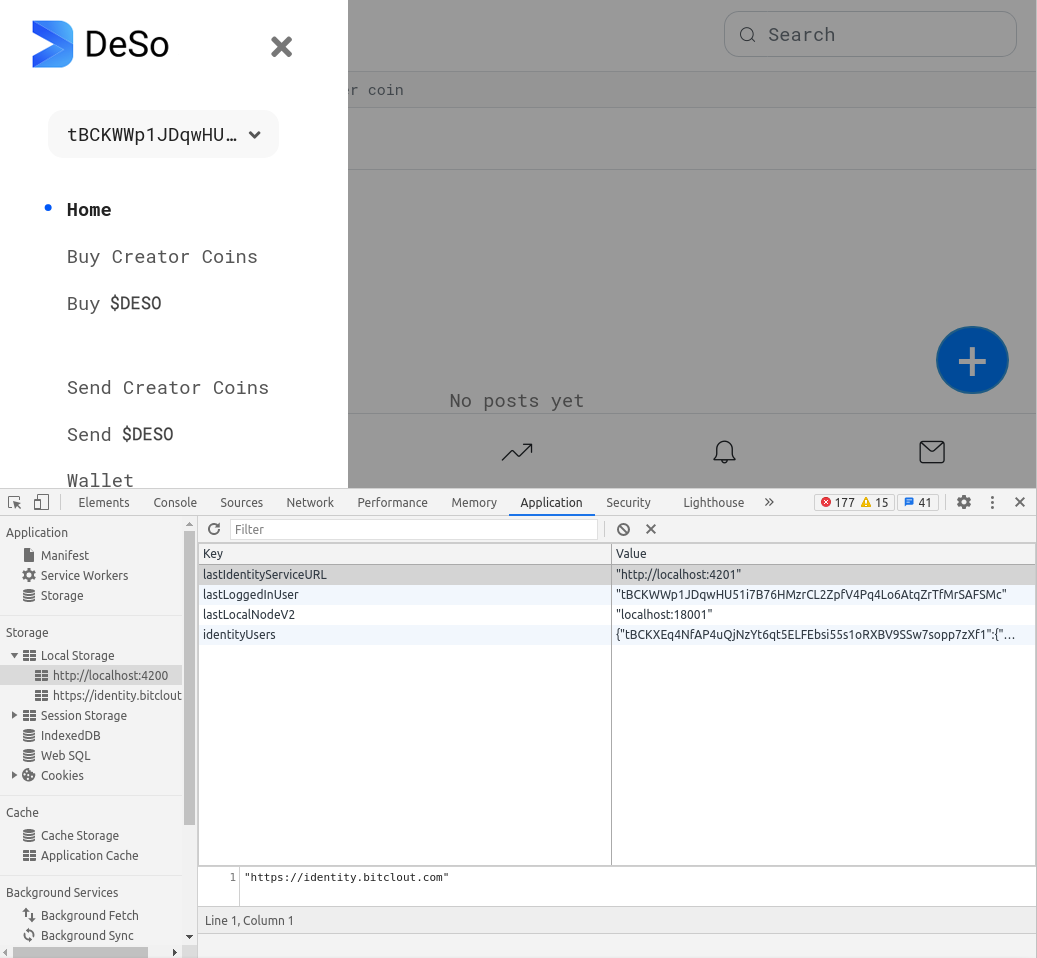 DeSo
Search
er coin
tBCKWWp1JDqwHU…
Home
Buy Creator Coins
Buy $DESO
Send Creator Coins
No posts yet
Send $DESO
Wallet
Elements Console Sources Network Performance Memory Application Security Lighthouse » 177 15 41
Application
Manifest
Service Workers
Storage
Storage
Local Storage
http://localhost:4200
https://identity.bitclout
Session Storage
IndexedDB
Web SQL
Cookies
Cache
Cache Storage
Application Cache
Background Services
Background Fetch
Background Sync
Filter
Key Value
lastIdentityServiceURL "http://localhost:4201"
lastLoggedInUser "tBCKWWp1JDqwHU51i7B76HMzrCL2ZpfV4Pq4Lo6AtqZrTfMrSAFSMc"
lastLocalNodeV2 "localhost:18001"
identityUsers {"tBCKXEq4NfAP4uQjNzYt6qt5ELFEbsi55s1oRXBV9SSw7sopp7zXf1":{"…
1 "https://identity.bitclout.com"
Line 1, Column 1